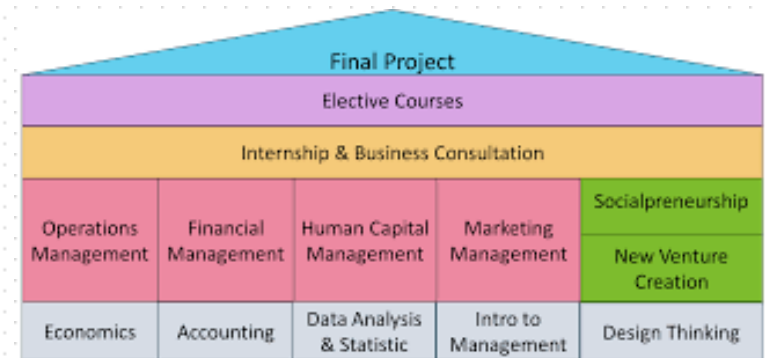 Final Project
Elective Courses
Internship & Business Consultation
Operations
Management
Financial
Management
Human Capital
Management
Marketing
Management
Socialpreneurship
New Venture
Creation
Economics
Accounting
Data Analysis
& Statistic
Intro to
Management
Design Thinking